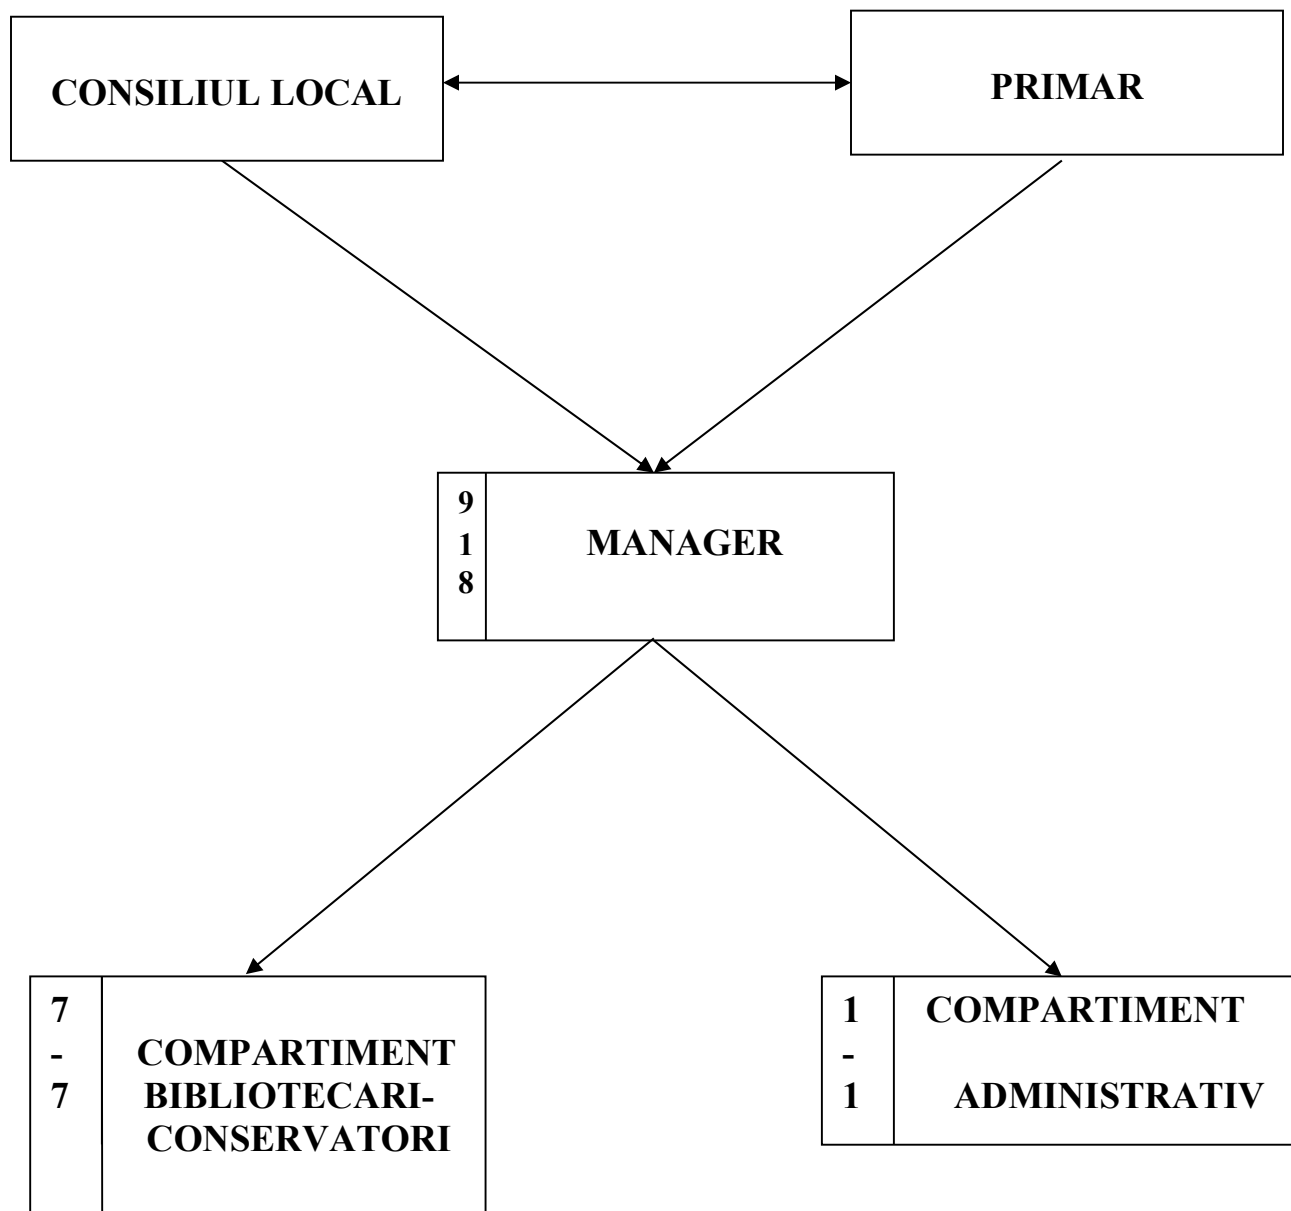 CONSILIUL LOCAL
PRIMAR
9
1
8
MANAGER
7
-
7
COMPARTIMENT
BIBLIOTECARI-
CONSERVATORI
1
-
1
COMPARTIMENT
ADMINISTRATIV